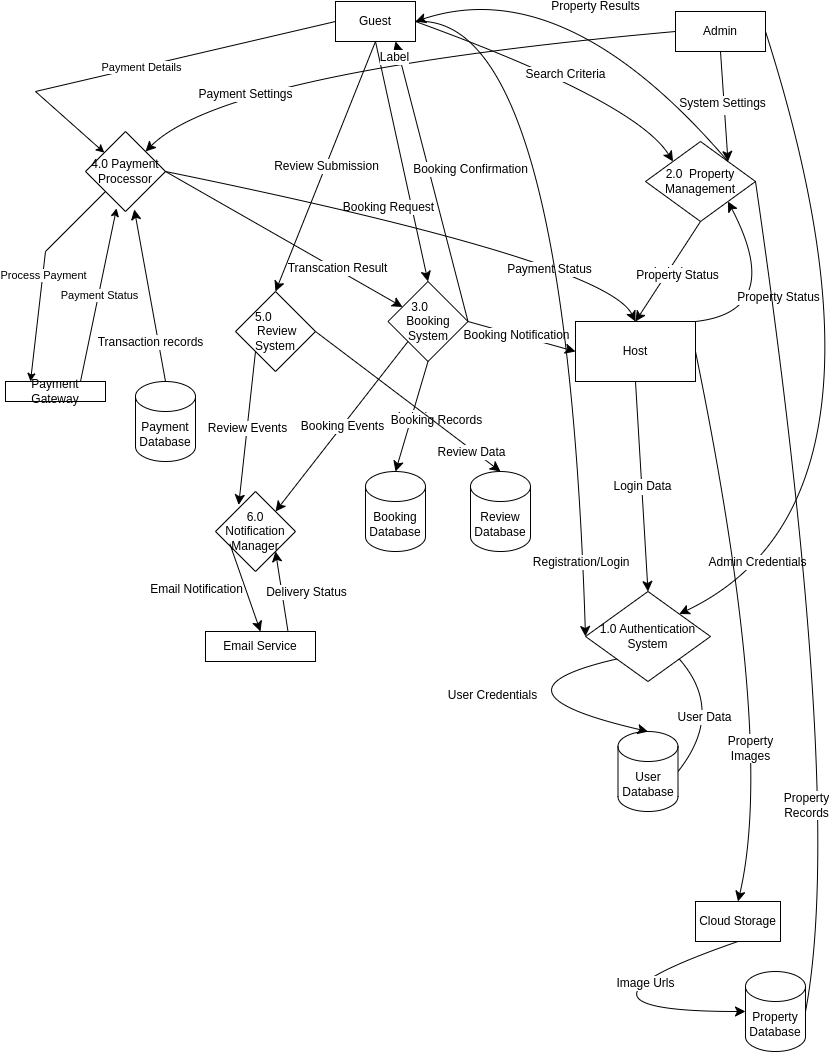 Property Results
Guest
Admin
Label
Payment Details
Search Criteria
Payment Settings
System Settings
4.0 Payment
Processor
Review Submission
Booking Confirmation
2.0  Property
Management
Booking Request
Transcation Result
Payment Status
Property Status
Process Payment
Payment Status
Property Status
5.0
Review
System
3.0
Booking
System
Booking Notification
Transaction records
Host
Payment
Gateway
Payment
Database
Review Events
Booking Events
Booking Records
Review Data
Login Data
6.0
Notification
Manager
Booking
Database
Review
Database
Email Notification
Delivery Status
Registration/Login
Admin Credentials
Email Service
1.0 Authentication
System
User Credentials
User Data
Property
Images
User
Database
Property
Records
Cloud Storage
Image Urls
Property
Database